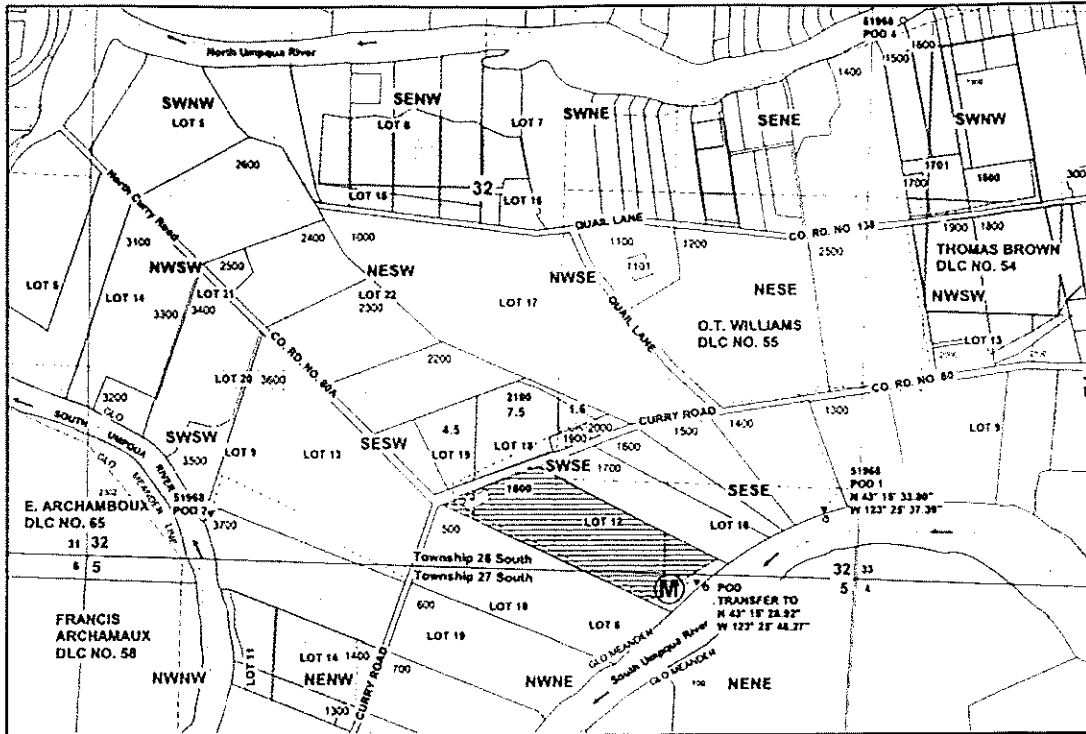 51968
POD 4
North Umpqua River
1600
1500
1400
SWNW
LOT 5
SENW
LOT 6
LOT 7
SWNE
SENE
SWNW
2600
32
1701
1700
1800
300
LOT 15
LOT 16
North Curry Road
3100
2400
1000
QUAIL LANE
1100
1200
CO. RD. NO 138
2500
1900
1800
THOMAS BROWN
DLC NO. 54
NWSW
2500
NESW
NWSE
1101
NESE
NWSW
LOT 14
LOT 21
3300
3400
LOT 22
2300
LOT 17
QUAIL LANE
O.T. WILLIAMS
DLC NO. 55
LOT 13
CO. RD. NO. 80A
2200
CO. RD. NO 80
LOT 20
3600
3200
GLO
2100
7.5
1.6
4.5
2000
1900
CURRY ROAD
1300
1400
1500
1600
1700
SOUTH UMPQUA RIVER
GLO MEANDER LINE
SWSW
3500
LOT 9
LOT 13
SESW
LOT 19
LOT 18
SWSE
LOT 9
E. ARCHAMBOUX
DLC NO. 65
51968
POD 2
3700
1800
SESE
51968
POD 1
N 43° 15' 33.80"
W 123° 25' 37.39"
500
LOT 12
LOT 16
31 32
6 5
Township 26 South
Township 27 South
32 33
5 4
M
POD
TRANSFER TO
N 43° 15' 28.92"
W 123° 25' 48.27"
600
LOT 18
LOT 6
FRANCIS
ARCHAMAUX
DLC NO. 58
LOT 19
GLO MEANDER
South Umpqua River
GLO MEANDER
LOT 11
LOT 14
1400
700
NWNW
NENW
CURRY ROAD
NWNE
NENE
1300